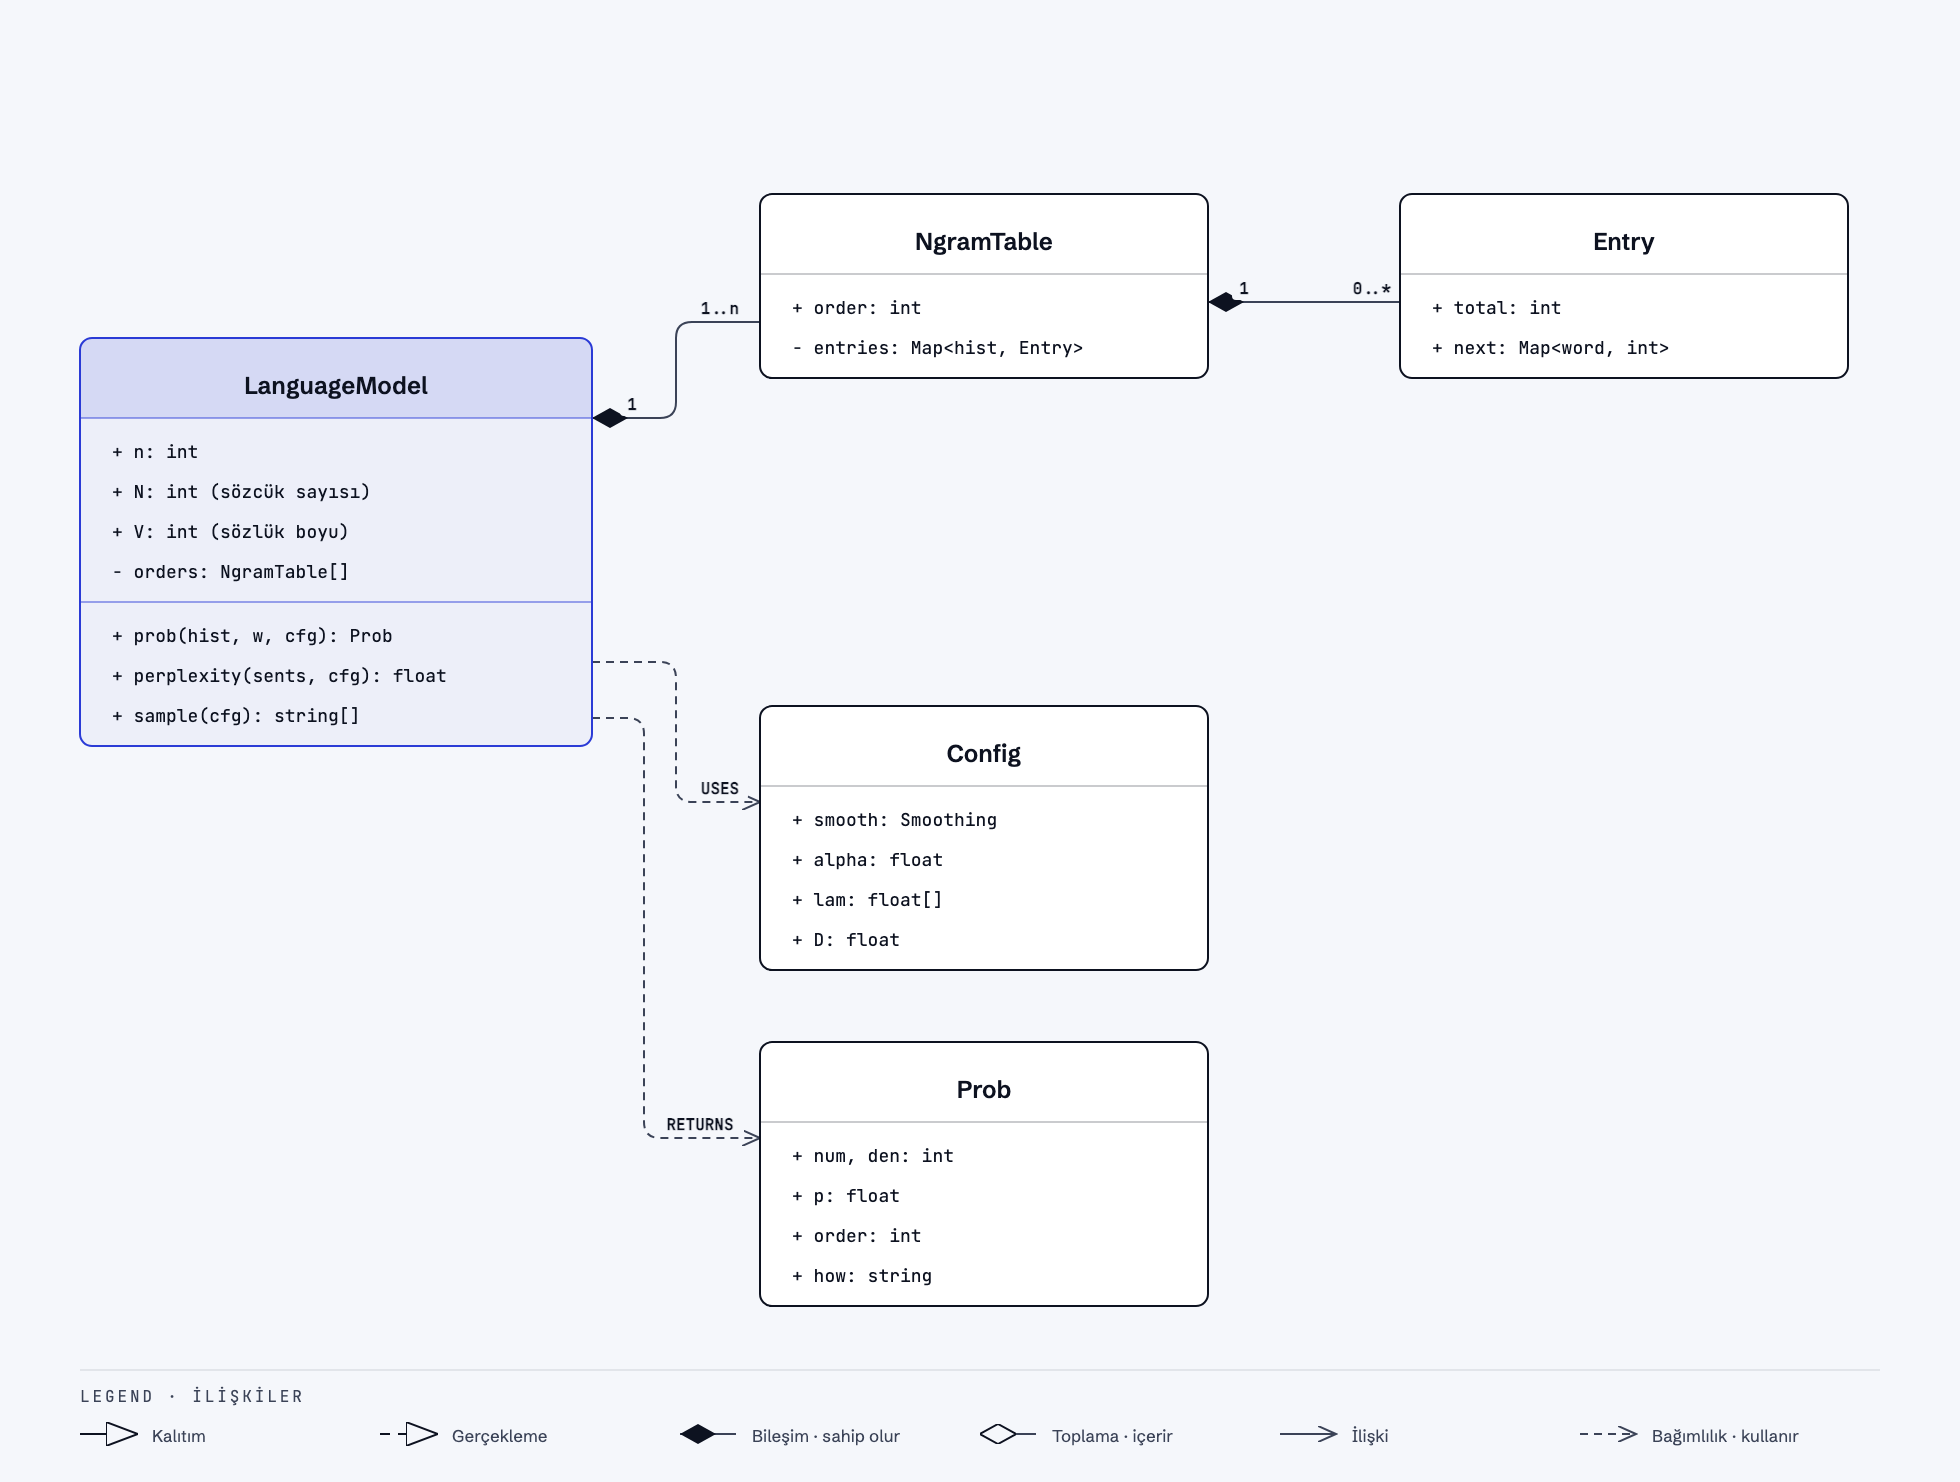 NgramTable
+ order: int
- entries: Map<hist, Entry>
1
0..*
Entry
+ total: int
+ next: Map<word, int>
1..n
1
LanguageModel
+ n: int
+ N: int (sözcük sayısı)
+ V: int (sözlük boyu)
- orders: NgramTable[]
+ prob(hist, w, cfg): Prob
+ perplexity(sents, cfg): float
+ sample(cfg): string[]
USES
Config
+ smooth: Smoothing
+ alpha: float
+ lam: float[]
+ D: float
RETURNS
Prob
+ num, den: int
+ p: float
+ order: int
+ how: string
LEGEND · İLİŞKİLER
Kalıtım
Gerçekleme
Bileşim · sahip olur
Toplama · içerir
İlişki
Bağımlılık · kullanır